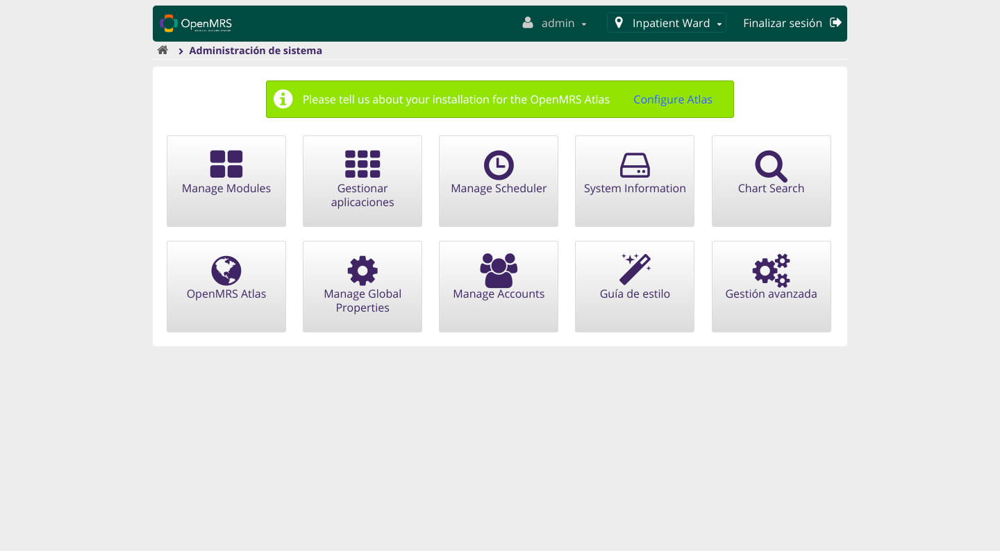 OpenMRS
admin
Inpatient Ward
Finalizar sesión
Administración de sistema
Please tell us about your installation for the OpenMRS Atlas
Configure Atlas
Manage Modules
Gestionar
aplicaciones
Manage Scheduler
System Information
Chart Search
OpenMRS Atlas
Manage Global
Properties
Manage Accounts
Guía de estilo
Gestión avanzada